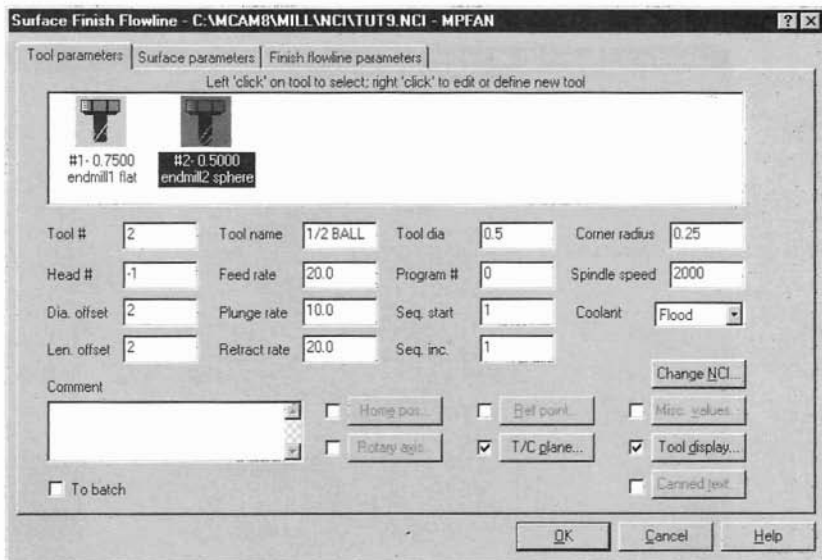 Surface Finish Flowline - C:\MCAM8\MILL\NCI\TUT9.NCI - MPFAN
Tool parameters Surface parameters Finish flowline parameters
Left 'click' on tool to select; right 'click' to edit or define new tool
#1- 0.7500 #2- 0.5000
endmill1 flat endmill2 sphere
Tool # 2 Tool name 1/2 BALL Tool dia 0.5 Corner radius 0.25
Head # -1 Feed rate 20.0 Program # 0 Spindle speed 2000
Dia. offset 2 Plunge rate 10.0 Seq. start 1 Coolant Flood
Len. offset 2 Retract rate 20.0 Seq. inc. 1
Change NCI...
Comment
Home pos... Ref point... Misc. values...
Rotary axis... T/C plane... Tool display...
To batch Canned text...
OK Cancel Help